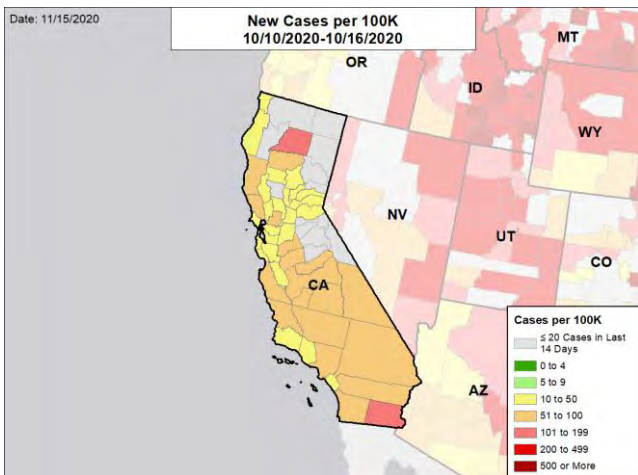 Date: 11/15/2020
New Cases per 100K
10/10/2020-10/16/2020
MT
OR
ID
WY
NV
UT
CO
CA
AZ
Cases per 100K
≤ 20 Cases in Last
14 Days
0 to 4
5 to 9
10 to 50
51 to 100
101 to 199
200 to 499
500 or More